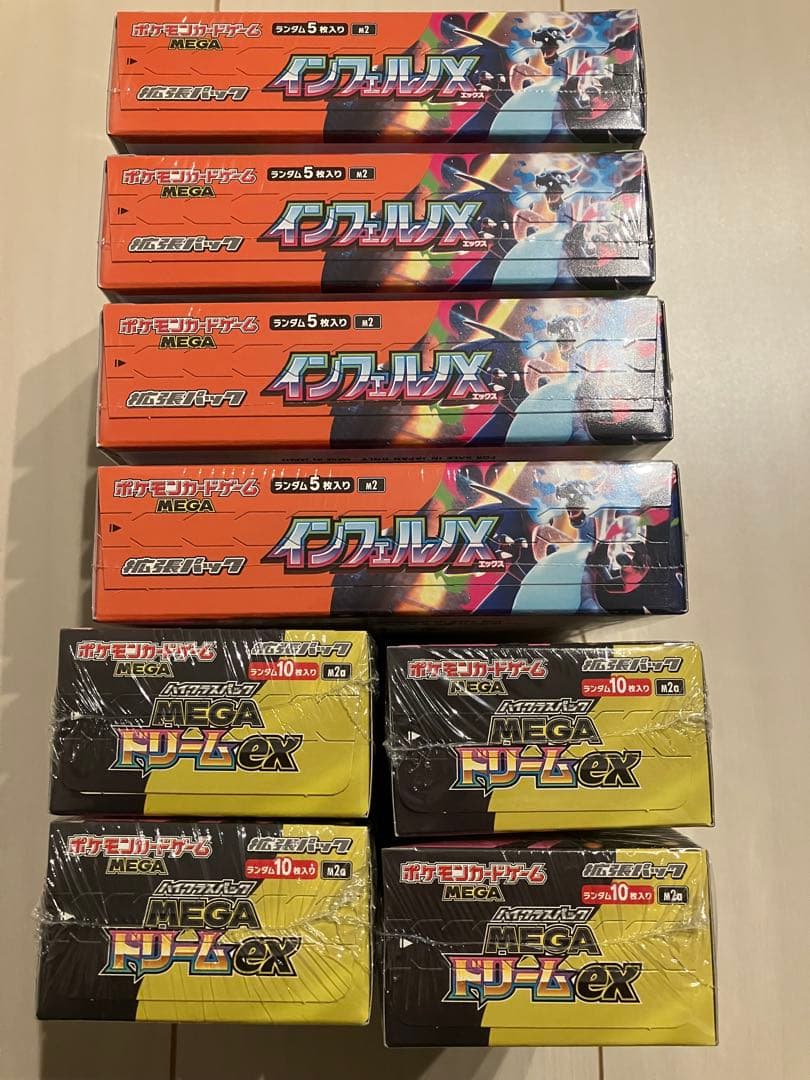 ポケモンカードゲーム
MEGA
ランダム5枚入り M2
拡張パック
インフェルノX
エックス
ポケモンカードゲーム
MEGA
ランダム5枚入り M2
拡張パック
インフェルノX
エックス
ポケモンカードゲーム
MEGA
ランダム5枚入り M2
拡張パック
インフェルノX
エックス
FOR SALE IN JAPAN ONLY MADE IN JAPAN
ポケモンカードゲーム
MEGA
ランダム5枚入り M2
拡張パック
インフェルノX
エックス
ポケモンカードゲーム
MEGA
拡張パック
ランダム10枚入り M2a
ハイクラスパック
MEGA
ドリームex
ポケモンカードゲーム
MEGA
拡張パック
ランダム10枚入り M2a
ハイクラスパック
MEGA
ドリームex
ポケモンカードゲーム
MEGA
拡張パック
ランダム10枚入り M2a
ハイクラスパック
MEGA
ドリームex
ポケモンカードゲーム
MEGA
拡張パック
ランダム10枚入り M2a
ハイクラスパック
MEGA
ドリームex